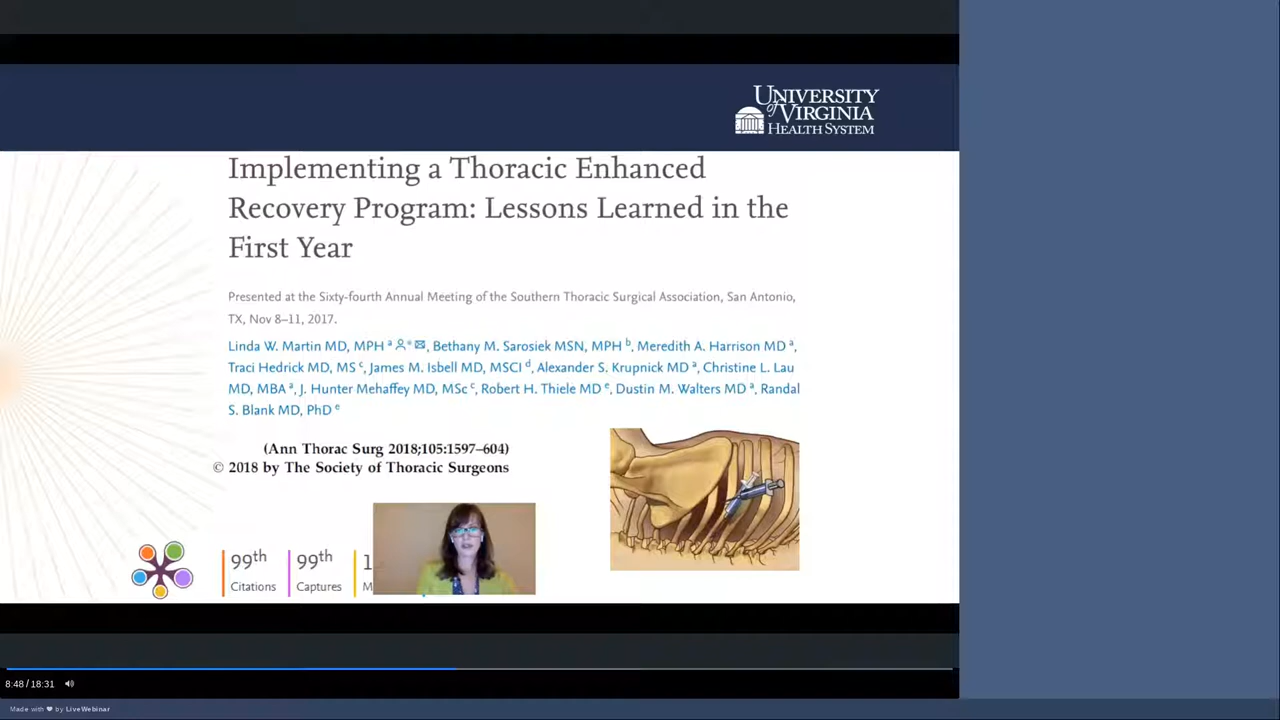 UNIVERSITY
of VIRGINIA
HEALTH SYSTEM
Implementing a Thoracic Enhanced
Recovery Program: Lessons Learned in the
First Year
Presented at the Sixty-fourth Annual Meeting of the Southern Thoracic Surgical Association, San Antonio,
TX, Nov 8–11, 2017.
Linda W. Martin MD, MPH a *, Bethany M. Sarosiek MSN, MPH b, Meredith A. Harrison MD a,
Traci Hedrick MD, MS c, James M. Isbell MD, MSCI d, Alexander S. Krupnick MD a, Christine L. Lau
MD, MBA a, J. Hunter Mehaffey MD, MSc c, Robert H. Thiele MD e, Dustin M. Walters MD a, Randal
S. Blank MD, PhD e
(Ann Thorac Surg 2018;105:1597–604)
© 2018 by The Society of Thoracic Surgeons
99th 99th
Citations Captures
8:48 / 18:31
Made with ♥ by LiveWebinar